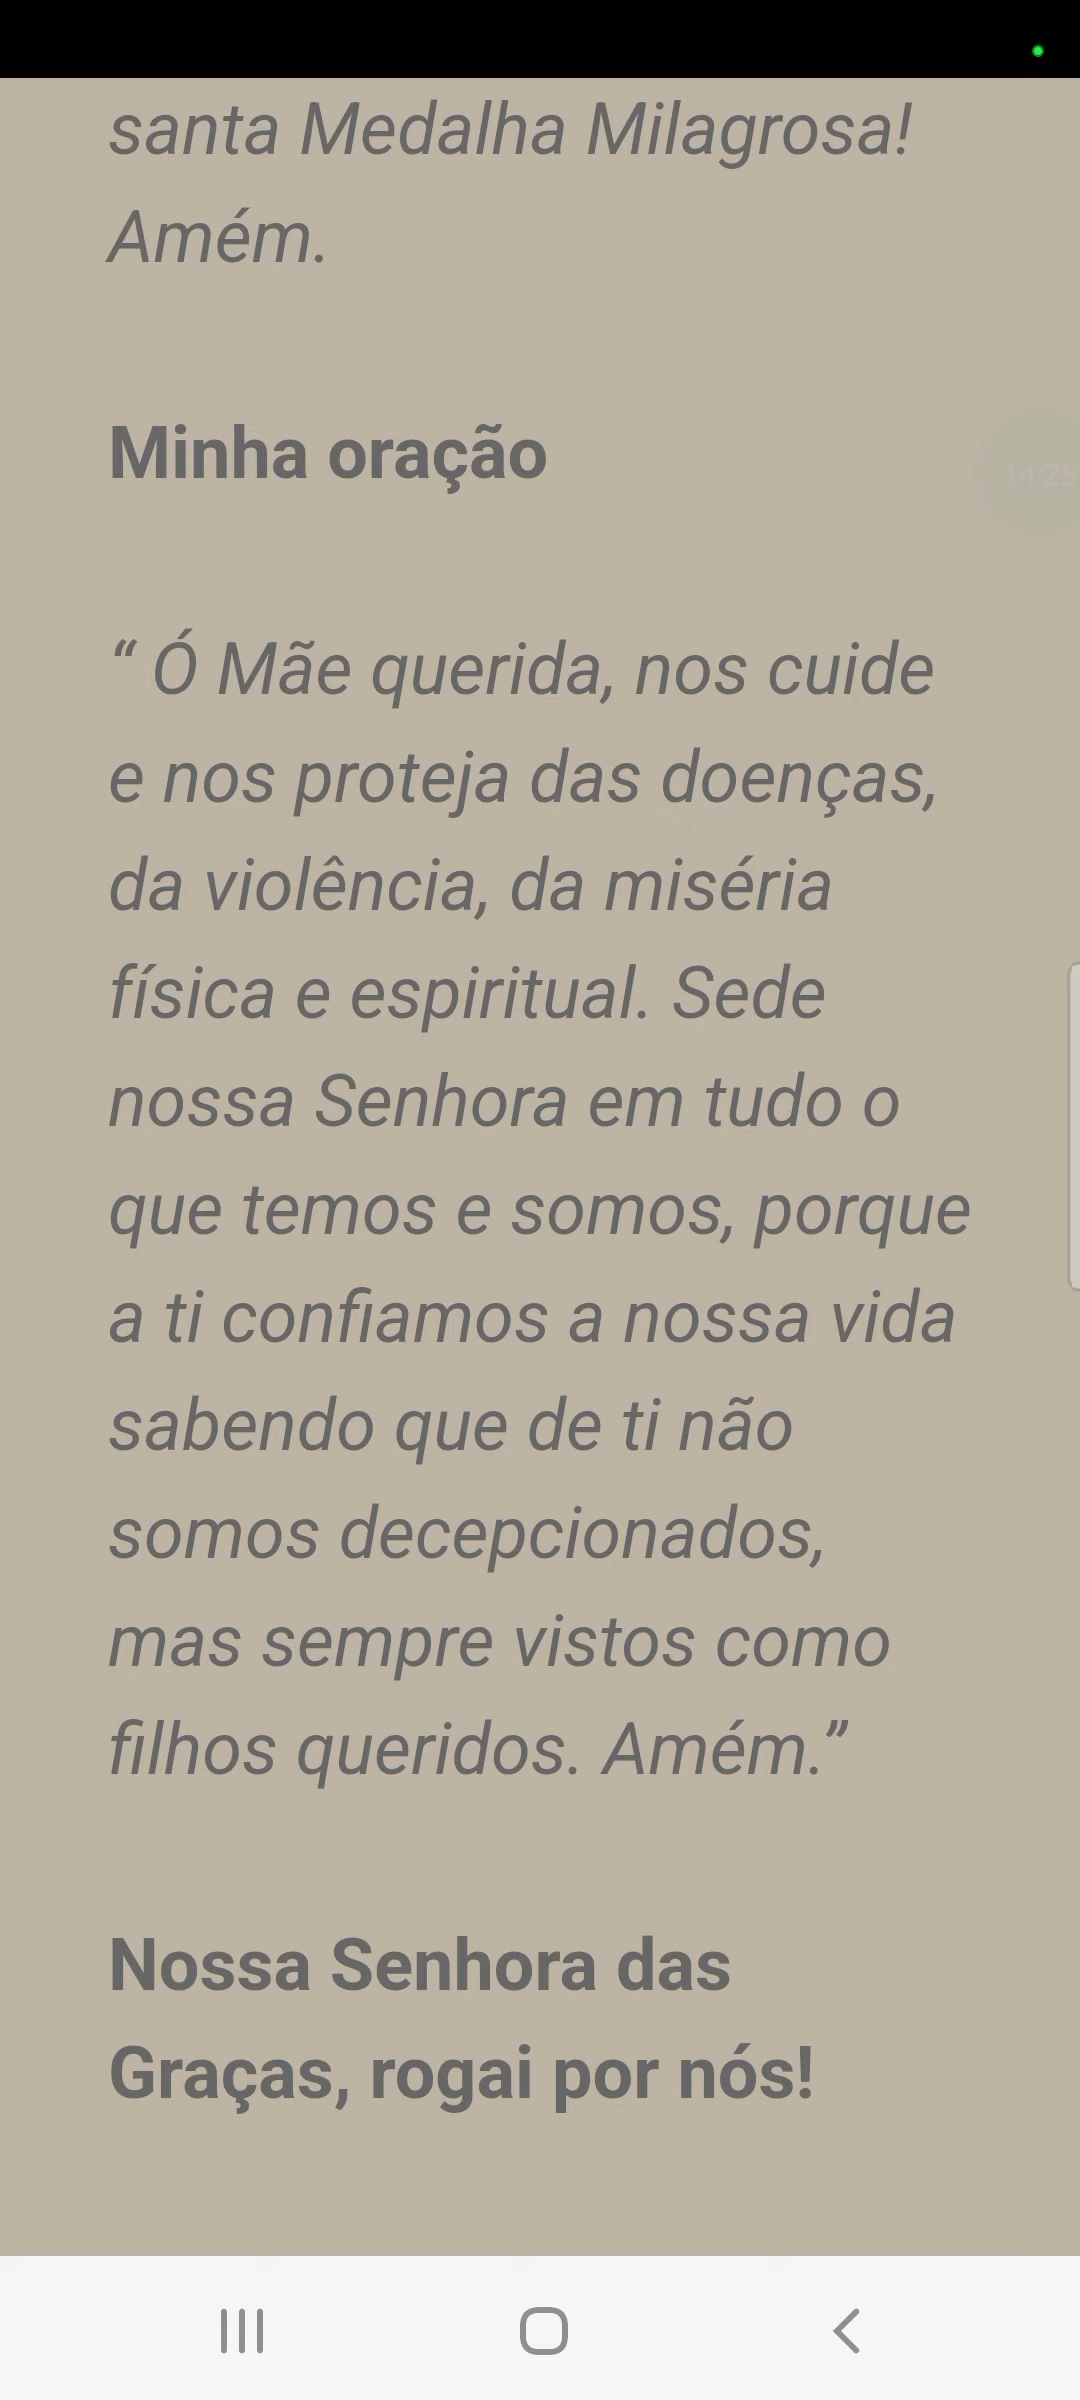 santa Medalha Milagrosa!
Amém.
Minha oração
14:25
“ Ó Mãe querida, nos cuide
e nos proteja das doenças,
da violência, da miséria
física e espiritual. Sede
nossa Senhora em tudo o
que temos e somos, porque
a ti confiamos a nossa vida
sabendo que de ti não
somos decepcionados,
mas sempre vistos como
filhos queridos. Amém.”
Nossa Senhora das
Graças, rogai por nós!